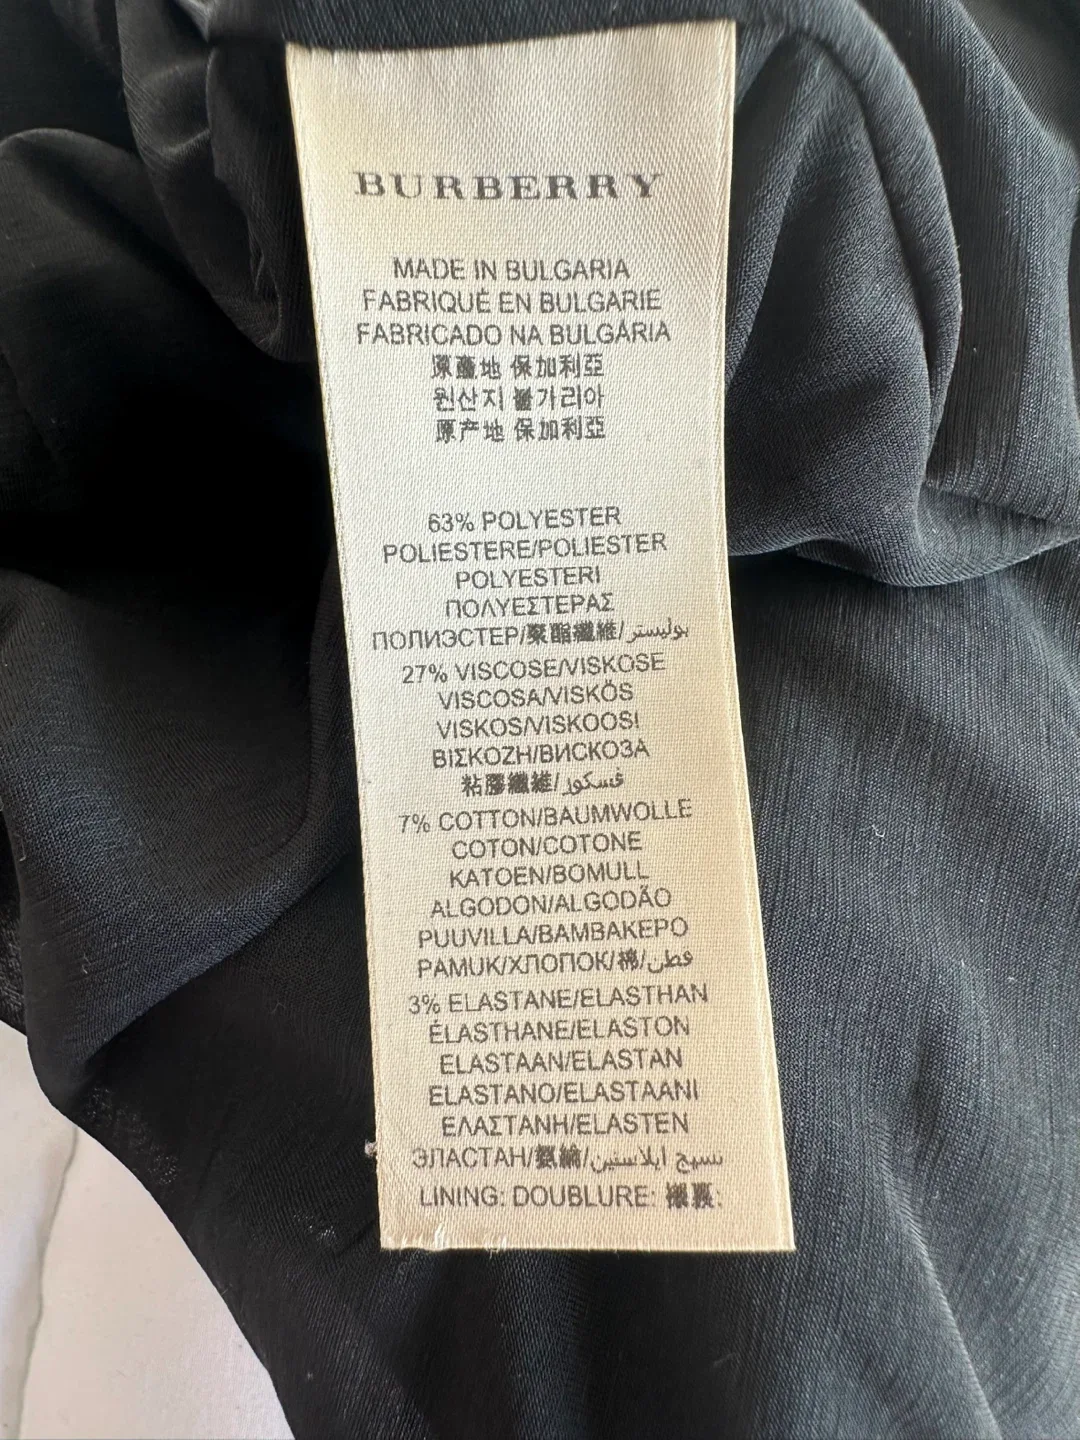 BURBERRY
MADE IN BULGARIA
FABRIQUÉ EN BULGARIE
FABRICADO NA BULGÁRIA
原產地 保加利亞
원산지 불가리아
原产地 保加利亞
63% POLYESTER
POLIESTERE/POLIESTER
POLYESTERI
ΠΟΛΥΕΣΤΕΡΑΣ
ПОЛИЭСТЕР/聚酯纖維/بوليستر
27% VISCOSE/VISKOSE
VISCOSA/VISKÖS
VISKOS/VISKOOSI
ΒΙΣΚΟΖΗ/ВИСКОЗА
粘膠纖維/فسكوز
7% COTTON/BAUMWOLLE
COTON/COTONE
KATOEN/BOMULL
ALGODON/ALGODÃO
PUUVILLA/ΒΑΜΒΑΚΕΡΟ
PAMUK/ХЛОПОК/棉/قطن
3% ELASTANE/ELASTHAN
ÉLASTHANE/ELASTON
ELASTAAN/ELASTAN
ELASTANO/ELASTAANI
ΕΛΑΣΤΑΝΗ/ELASTEN
ЭЛАСТАН/氨綸/نسيج ايلاستين
LINING: DOUBLURE: